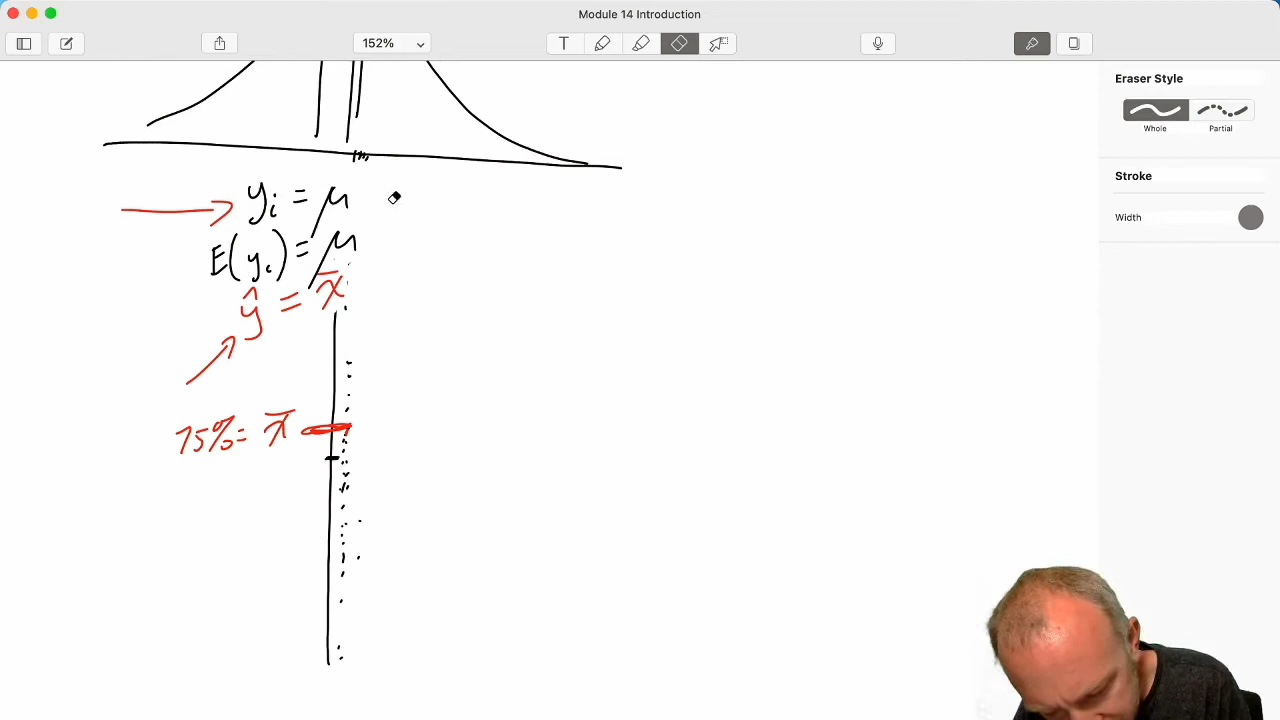 Module 14 Introduction
152%
T
Eraser Style
Whole
Partial
Stroke
Width
yᵢ = μ
E(yᵢ) = μ
ŷ = x̄
75% = x̄